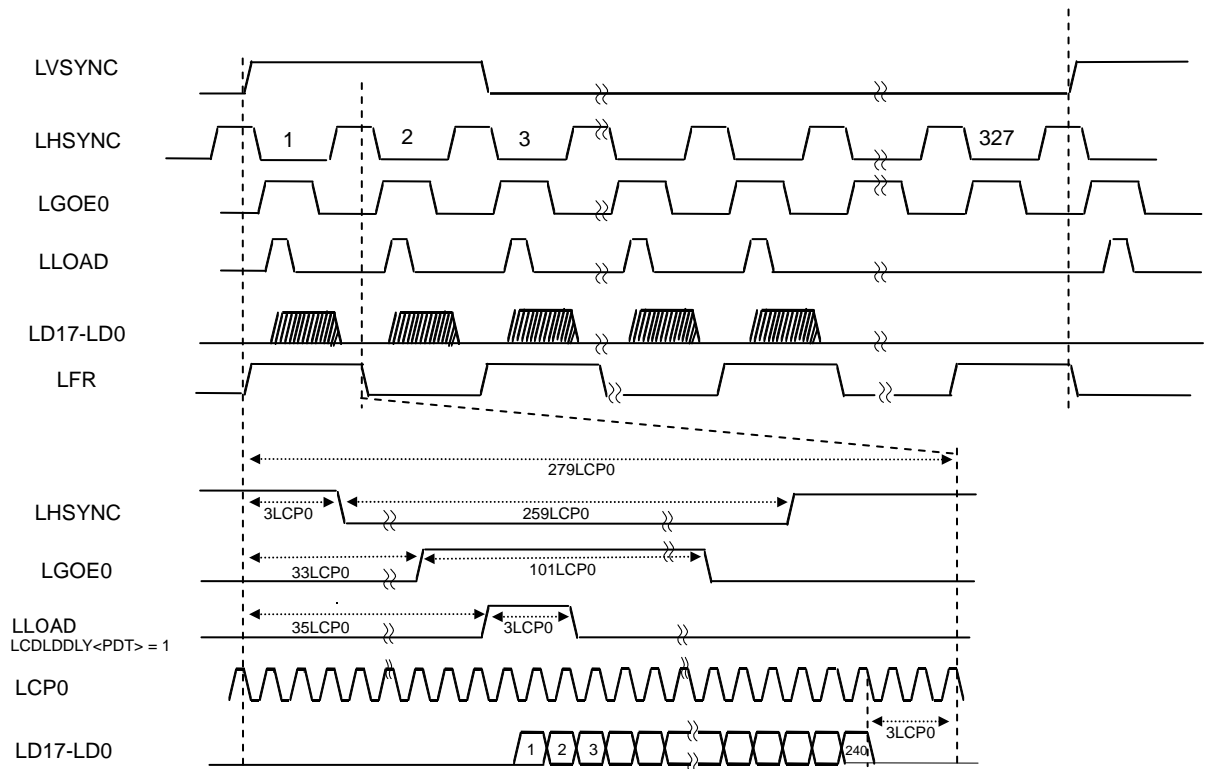 LVSYNC
LHSYNC
1 2 3 327
LGOE0
LLOAD
LD17-LD0
LFR
279LCP0
LHSYNC
3LCP0 259LCP0
LGOE0
33LCP0 101LCP0
LLOAD
LCDLDDLY<PDT> = 1
35LCP0 3LCP0
LCP0
3LCP0
LD17-LD0
1 2 3 240